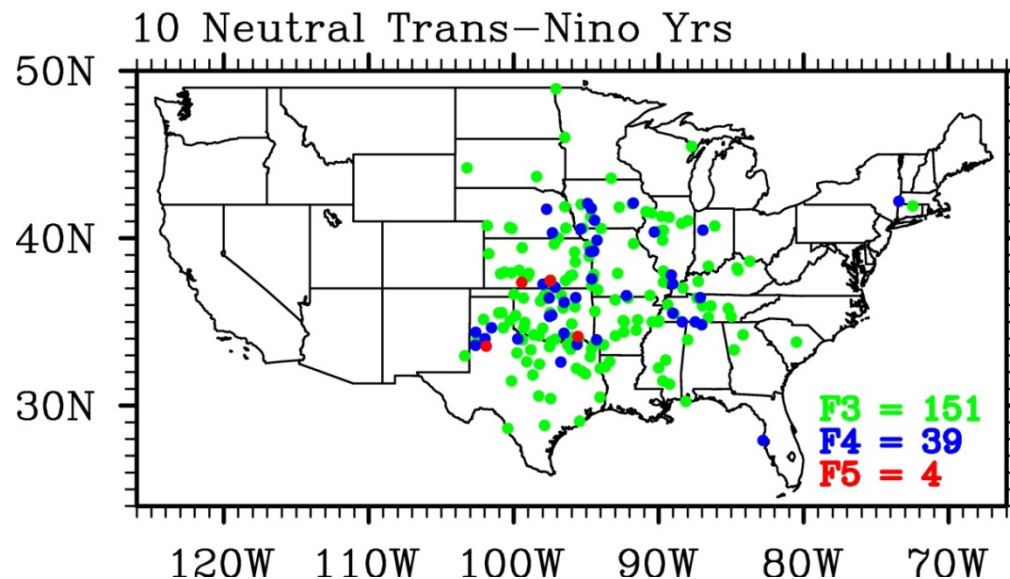 10 Neutral Trans-Nino Yrs
50N
40N
30N
F3 = 151
F4 = 39
F5 = 4
120W 110W 100W 90W 80W 70W